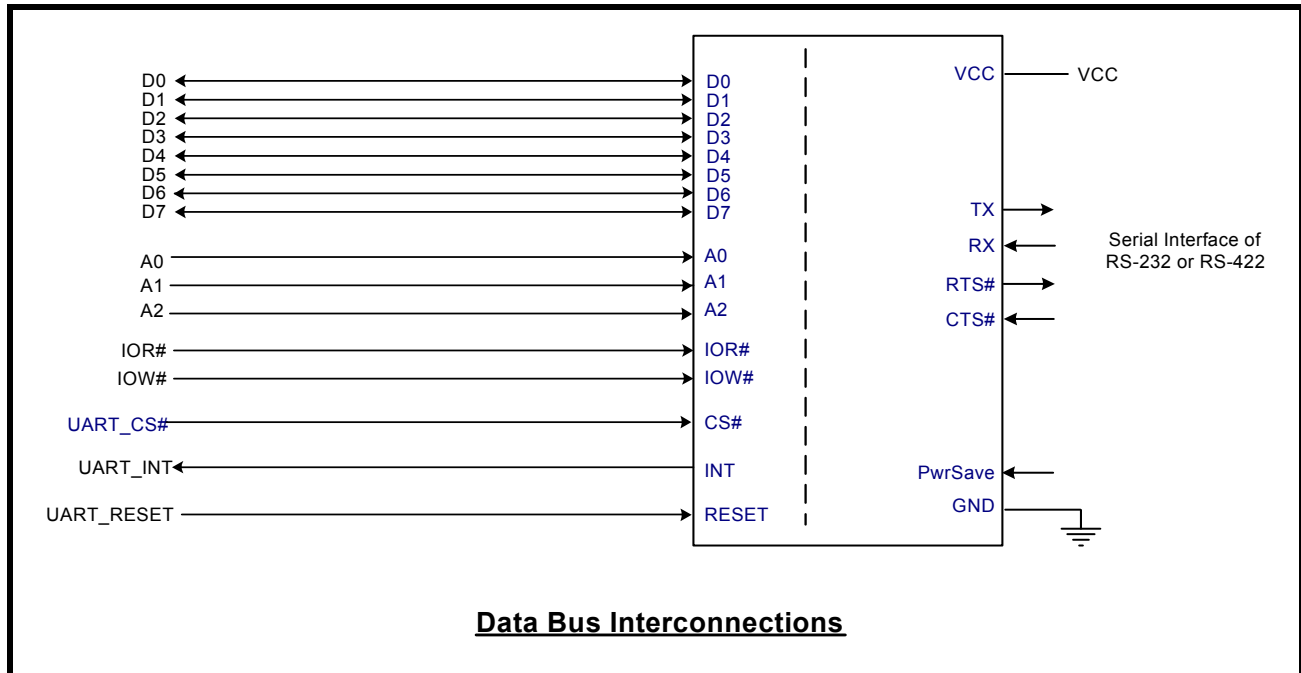 D0
D1
D2
D3
D4
D5
D6
D7
A0
A1
A2
IOR#
IOW#
UART_CS#
UART_INT
UART_RESET
D0
D1
D2
D3
D4
D5
D6
D7
A0
A1
A2
IOR#
IOW#
CS#
INT
RESET
VCC
TX
RX
RTS#
CTS#
PwrSave
GND
VCC
Serial Interface of
RS-232 or RS-422
Data Bus Interconnections